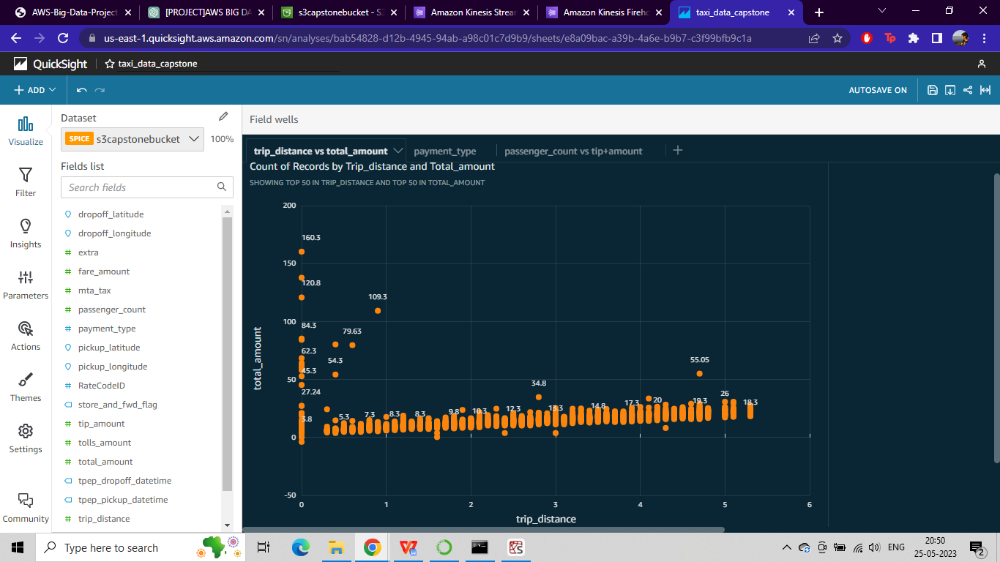 AWS-Big-Data-Project
[PROJECT]AWS BIG DA
s3capstonebucket - S3
Amazon Kinesis Strear
Amazon Kinesis Fireho
taxi_data_capstone
us-east-1.quicksight.aws.amazon.com/sn/analyses/bab54828-d12b-4945-94ab-a98c01c7d9b9/sheets/e8a09bac-a39b-4a6e-b9b7-c3f99bfb9c1a
Tp
QuickSight
taxi_data_capstone
ADD
AUTOSAVE ON
Visualize
Filter
Insights
Parameters
Actions
Themes
Settings
Community
Dataset
SPICE s3capstonebucket 100%
Fields list
Search fields
dropoff_latitude
dropoff_longitude
# extra
# fare_amount
# mta_tax
# passenger_count
# payment_type
pickup_latitude
pickup_longitude
# RateCodeID
store_and_fwd_flag
# tip_amount
# tolls_amount
# total_amount
tpep_dropoff_datetime
tpep_pickup_datetime
# trip_distance
Field wells
trip_distance vs total_amount
payment_type
passenger_count vs tip+amount
Count of Records by Trip_distance and Total_amount
SHOWING TOP 50 IN TRIP_DISTANCE AND TOP 50 IN TOTAL_AMOUNT
total_amount
200
150
100
50
0
-50
160.3
120.8
109.3
84.3
79.63
62.3
54.3
55.05
45.3
34.8
27.24
26
5.8
5.3
7.3
8.3
8.3
9.8
10.3
12.3
13.3
14.8
17.3
20
19.3
18.3
0 1 2 3 4 5 6
trip_distance
Type here to search
ENG
20:50
25-05-2023
2